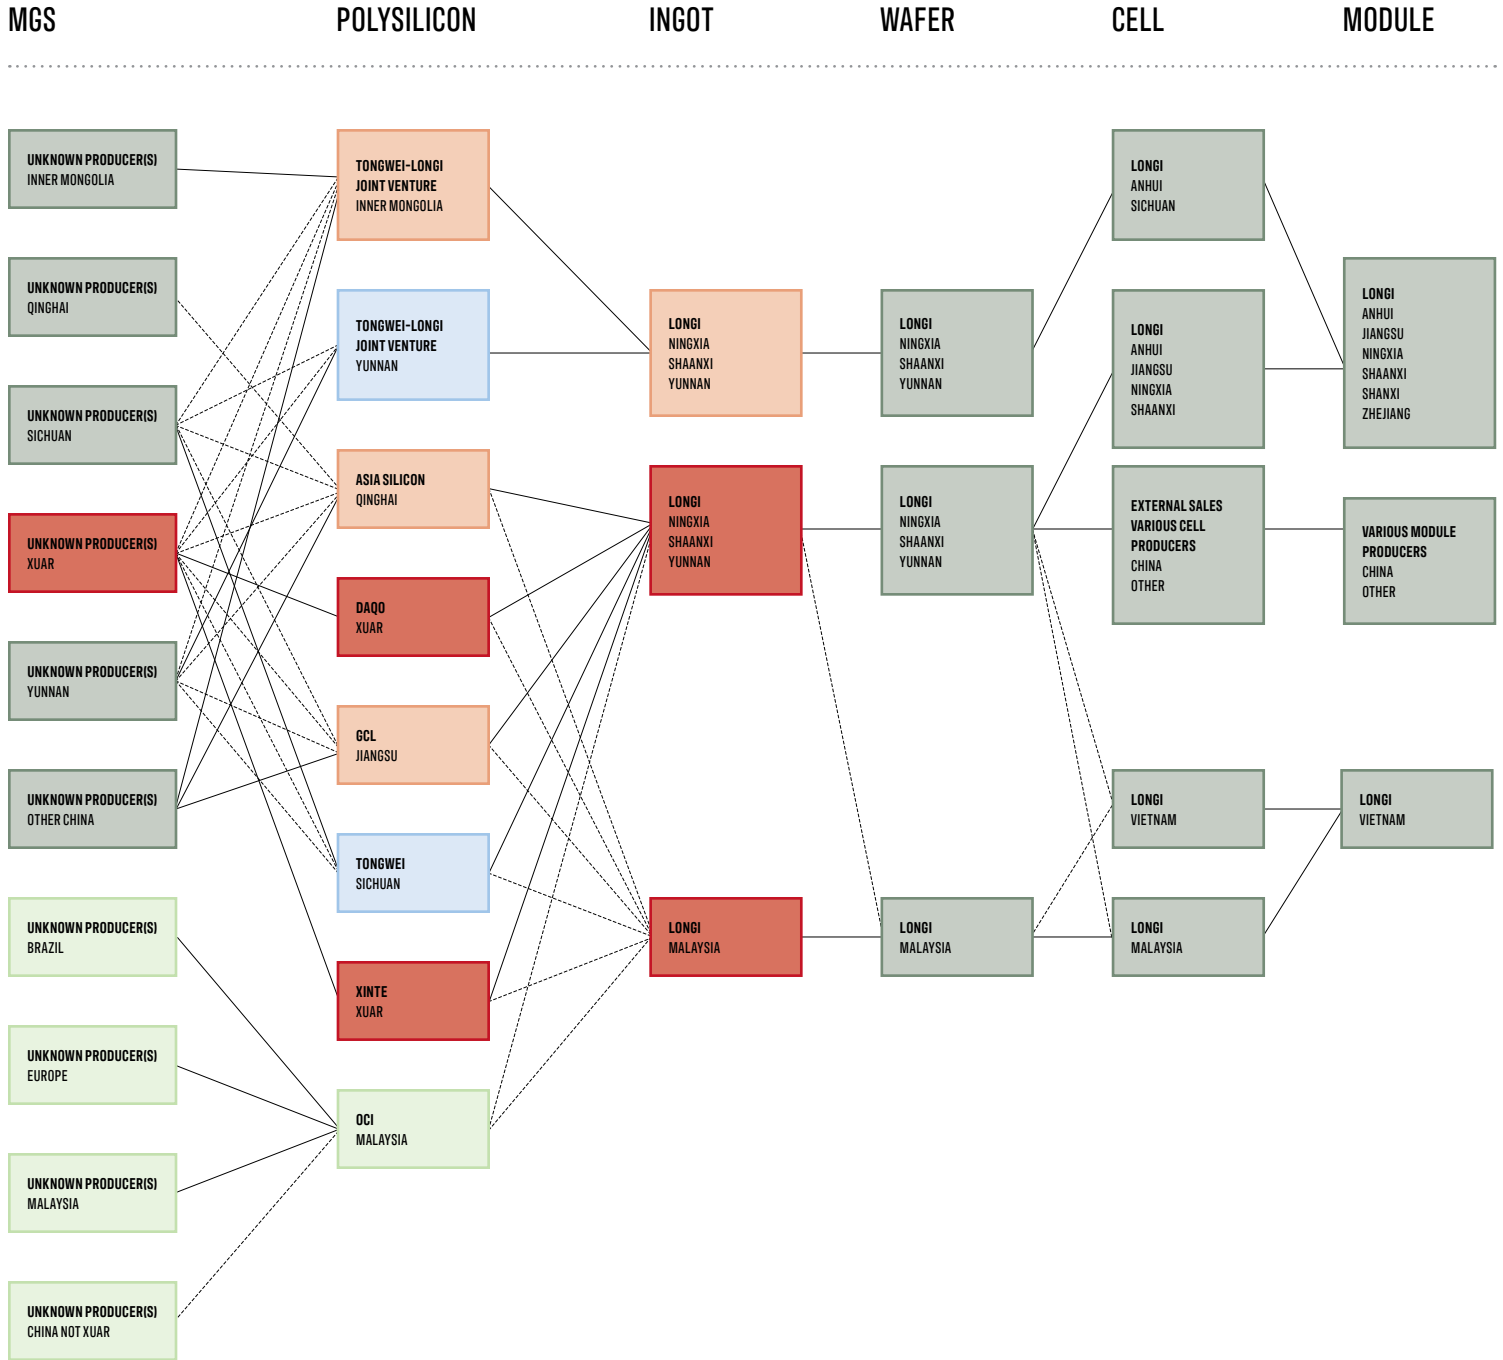 MGS
POLYSILICON
INGOT
WAFER
CELL
MODULE
UNKNOWN PRODUCER(S)
INNER MONGOLIA
UNKNOWN PRODUCER(S)
QINGHAI
UNKNOWN PRODUCER(S)
SICHUAN
UNKNOWN PRODUCER(S)
XUAR
UNKNOWN PRODUCER(S)
YUNNAN
UNKNOWN PRODUCER(S)
OTHER CHINA
UNKNOWN PRODUCER(S)
BRAZIL
UNKNOWN PRODUCER(S)
EUROPE
UNKNOWN PRODUCER(S)
MALAYSIA
UNKNOWN PRODUCER(S)
CHINA NOT XUAR
TONGWEI-LONGI
JOINT VENTURE
INNER MONGOLIA
TONGWEI-LONGI
JOINT VENTURE
YUNNAN
ASIA SILICON
QINGHAI
DAQO
XUAR
GCL
JIANGSU
TONGWEI
SICHUAN
XINTE
XUAR
OCI
MALAYSIA
LONGI
NINGXIA
SHAANXI
YUNNAN
LONGI
NINGXIA
SHAANXI
YUNNAN
LONGI
MALAYSIA
LONGI
NINGXIA
SHAANXI
YUNNAN
LONGI
NINGXIA
SHAANXI
YUNNAN
LONGI
MALAYSIA
LONGI
ANHUI
SICHUAN
LONGI
ANHUI
JIANGSU
NINGXIA
SHAANXI
EXTERNAL SALES
VARIOUS CELL
PRODUCERS
CHINA
OTHER
LONGI
VIETNAM
LONGI
MALAYSIA
LONGI
ANHUI
JIANGSU
NINGXIA
SHAANXI
SHANXI
ZHEJIANG
VARIOUS MODULE
PRODUCERS
CHINA
OTHER
LONGI
VIETNAM